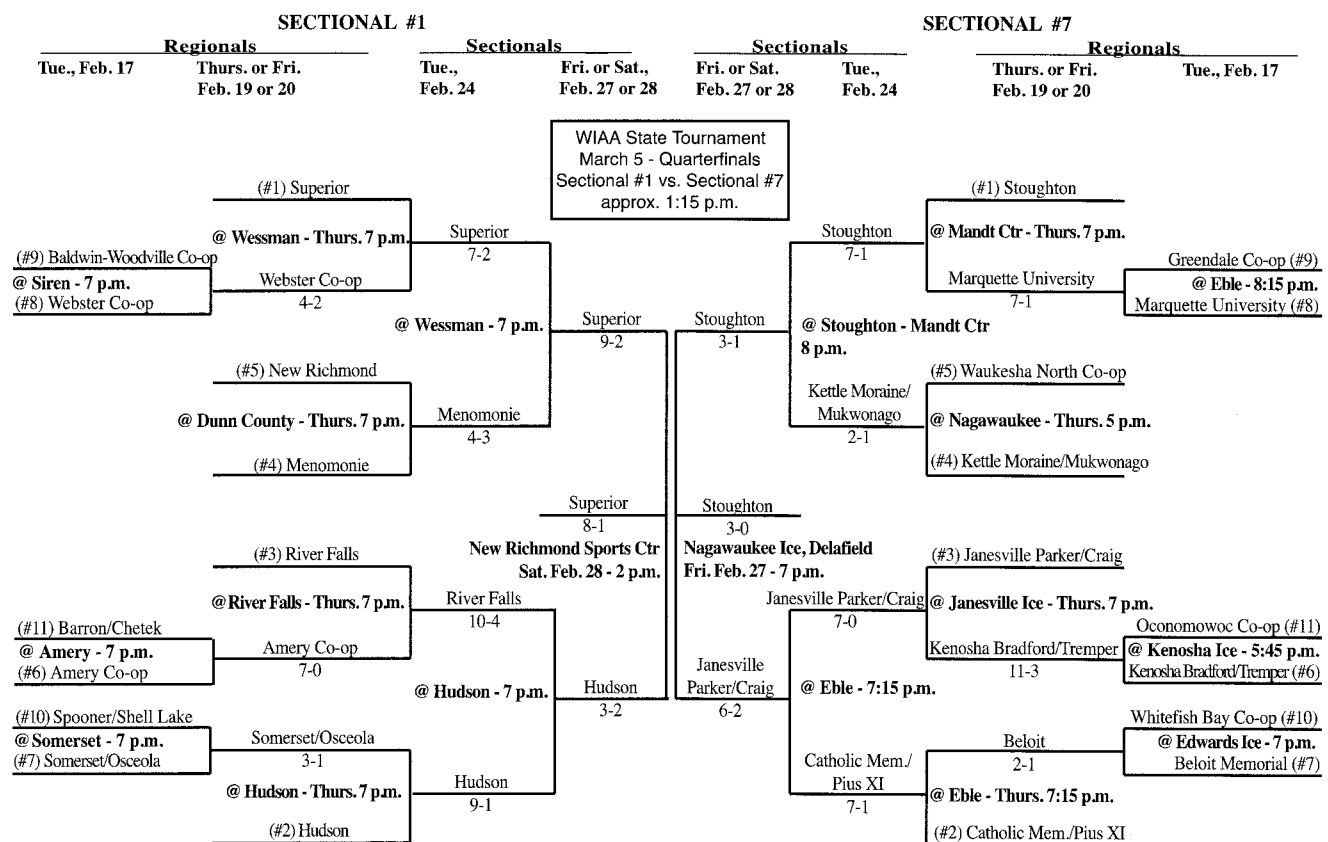 SECTIONAL #1
Regionals
Sectionals
Tue., Feb. 17
Thurs. or Fri.
Feb. 19 or 20
Tue.,
Feb. 24
Fri. or Sat.,
Feb. 27 or 28
SECTIONAL #7
Sectionals
Regionals
Fri. or Sat.
Feb. 27 or 28
Tue.,
Feb. 24
Thurs. or Fri.
Feb. 19 or 20
Tue., Feb. 17
WIAA State Tournament
March 5 - Quarterfinals
Sectional #1 vs. Sectional #7
approx. 1:15 p.m.
(#1) Superior
@ Wessman - Thurs. 7 p.m.
(#9) Baldwin-Woodville Co-op
@ Siren - 7 p.m.
(#8) Webster Co-op
Webster Co-op
4-2
Superior
7-2
@ Wessman - 7 p.m.
(#5) New Richmond
@ Dunn County - Thurs. 7 p.m.
(#4) Menomonie
Menomonie
4-3
Superior
9-2
Superior
8-1
New Richmond Sports Ctr
Sat. Feb. 28 - 2 p.m.
(#3) River Falls
@River Falls - Thurs. 7 p.m.
(#11) Barron/Chetek
@ Amery - 7 p.m.
(#6) Amery Co-op
Amery Co-op
7-0
River Falls
10-4
@ Hudson - 7 p.m.
Hudson
3-2
(#10) Spooner/Shell Lake
@Somerset - 7 p.m.
(#7) Somerset/Osceola
Somerset/Osceola
3-1
@ Hudson - Thurs. 7 p.m.
(#2) Hudson
Hudson
9-1
(#1) Stoughton
@ Mandt Ctr - Thurs. 7 p.m.
Greendale Co-op (#9)
@ Eble - 8:15 p.m.
Marquette University (#8)
Marquette University
7-1
Stoughton
7-1
@ Stoughton - Mandt Ctr
8 p.m.
Stoughton
3-1
(#5) Waukesha North Co-op
@ Nagawaukee - Thurs. 5 p.m.
(#4) Kettle Moraine/Mukwonago
Kettle Moraine/
Mukwonago
2-1
Stoughton
3-0
Nagawaukee Ice, Delafield
Fri. Feb. 27 - 7 p.m.
(#3) Janesville Parker/Craig
@ Janesville Ice - Thurs. 7 p.m.
Oconomowoc Co-op (#11)
@ Kenosha Ice - 5:45 p.m.
Kenosha Bradford/Tremper (#6)
Kenosha Bradford/Tremper
11-3
Janesville Parker/Craig
7-0
@ Eble - 7:15 p.m.
Janesville
Parker/Craig
6-2
Whitefish Bay Co-op (#10)
@ Edwards Ice - 7 p.m.
Beloit Memorial (#7)
Beloit
2-1
@ Eble - Thurs. 7:15 p.m.
(#2) Catholic Mem./Pius XI
Catholic Mem./
Pius XI
7-1